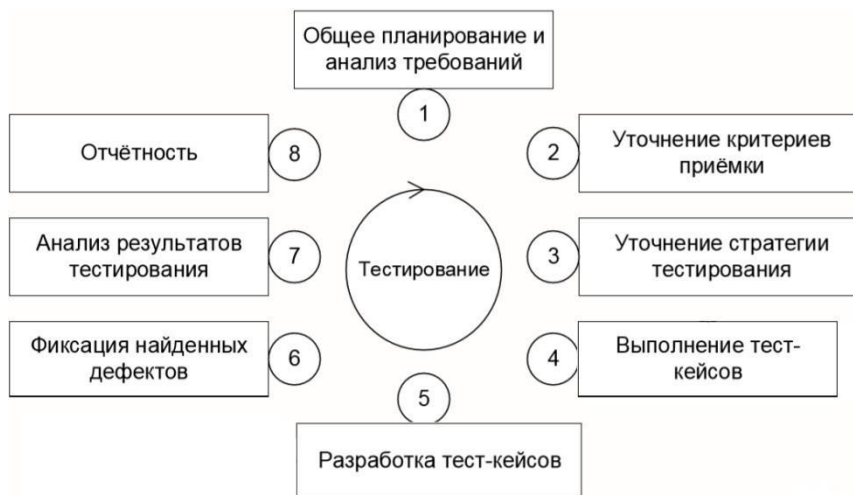 Общее планирование и
анализ требований
1
2
Уточнение критериев
приёмки
3
Уточнение стратегии
тестирования
4
Выполнение тест-
кейсов
5
Разработка тест-кейсов
6
Фиксация найденных
дефектов
7
Анализ результатов
тестирования
8
Отчётность
Тестирование